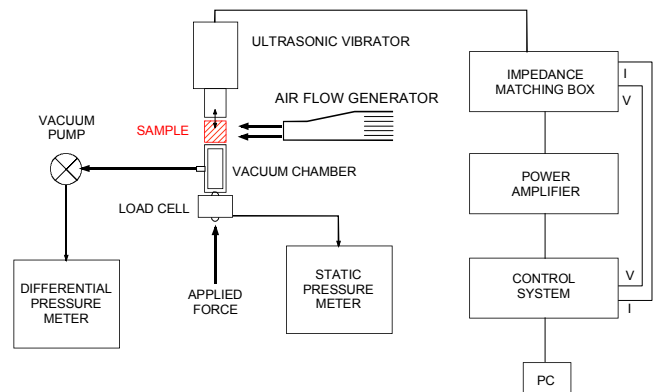 ULTRASONIC VIBRATOR
IMPEDANCE
MATCHING BOX
I
V
AIR FLOW GENERATOR
VACUUM
PUMP
SAMPLE
VACUUM CHAMBER
POWER
AMPLIFIER
LOAD CELL
DIFFERENTIAL
PRESSURE
METER
APPLIED
FORCE
STATIC
PRESSURE
METER
CONTROL
SYSTEM
V
I
PC